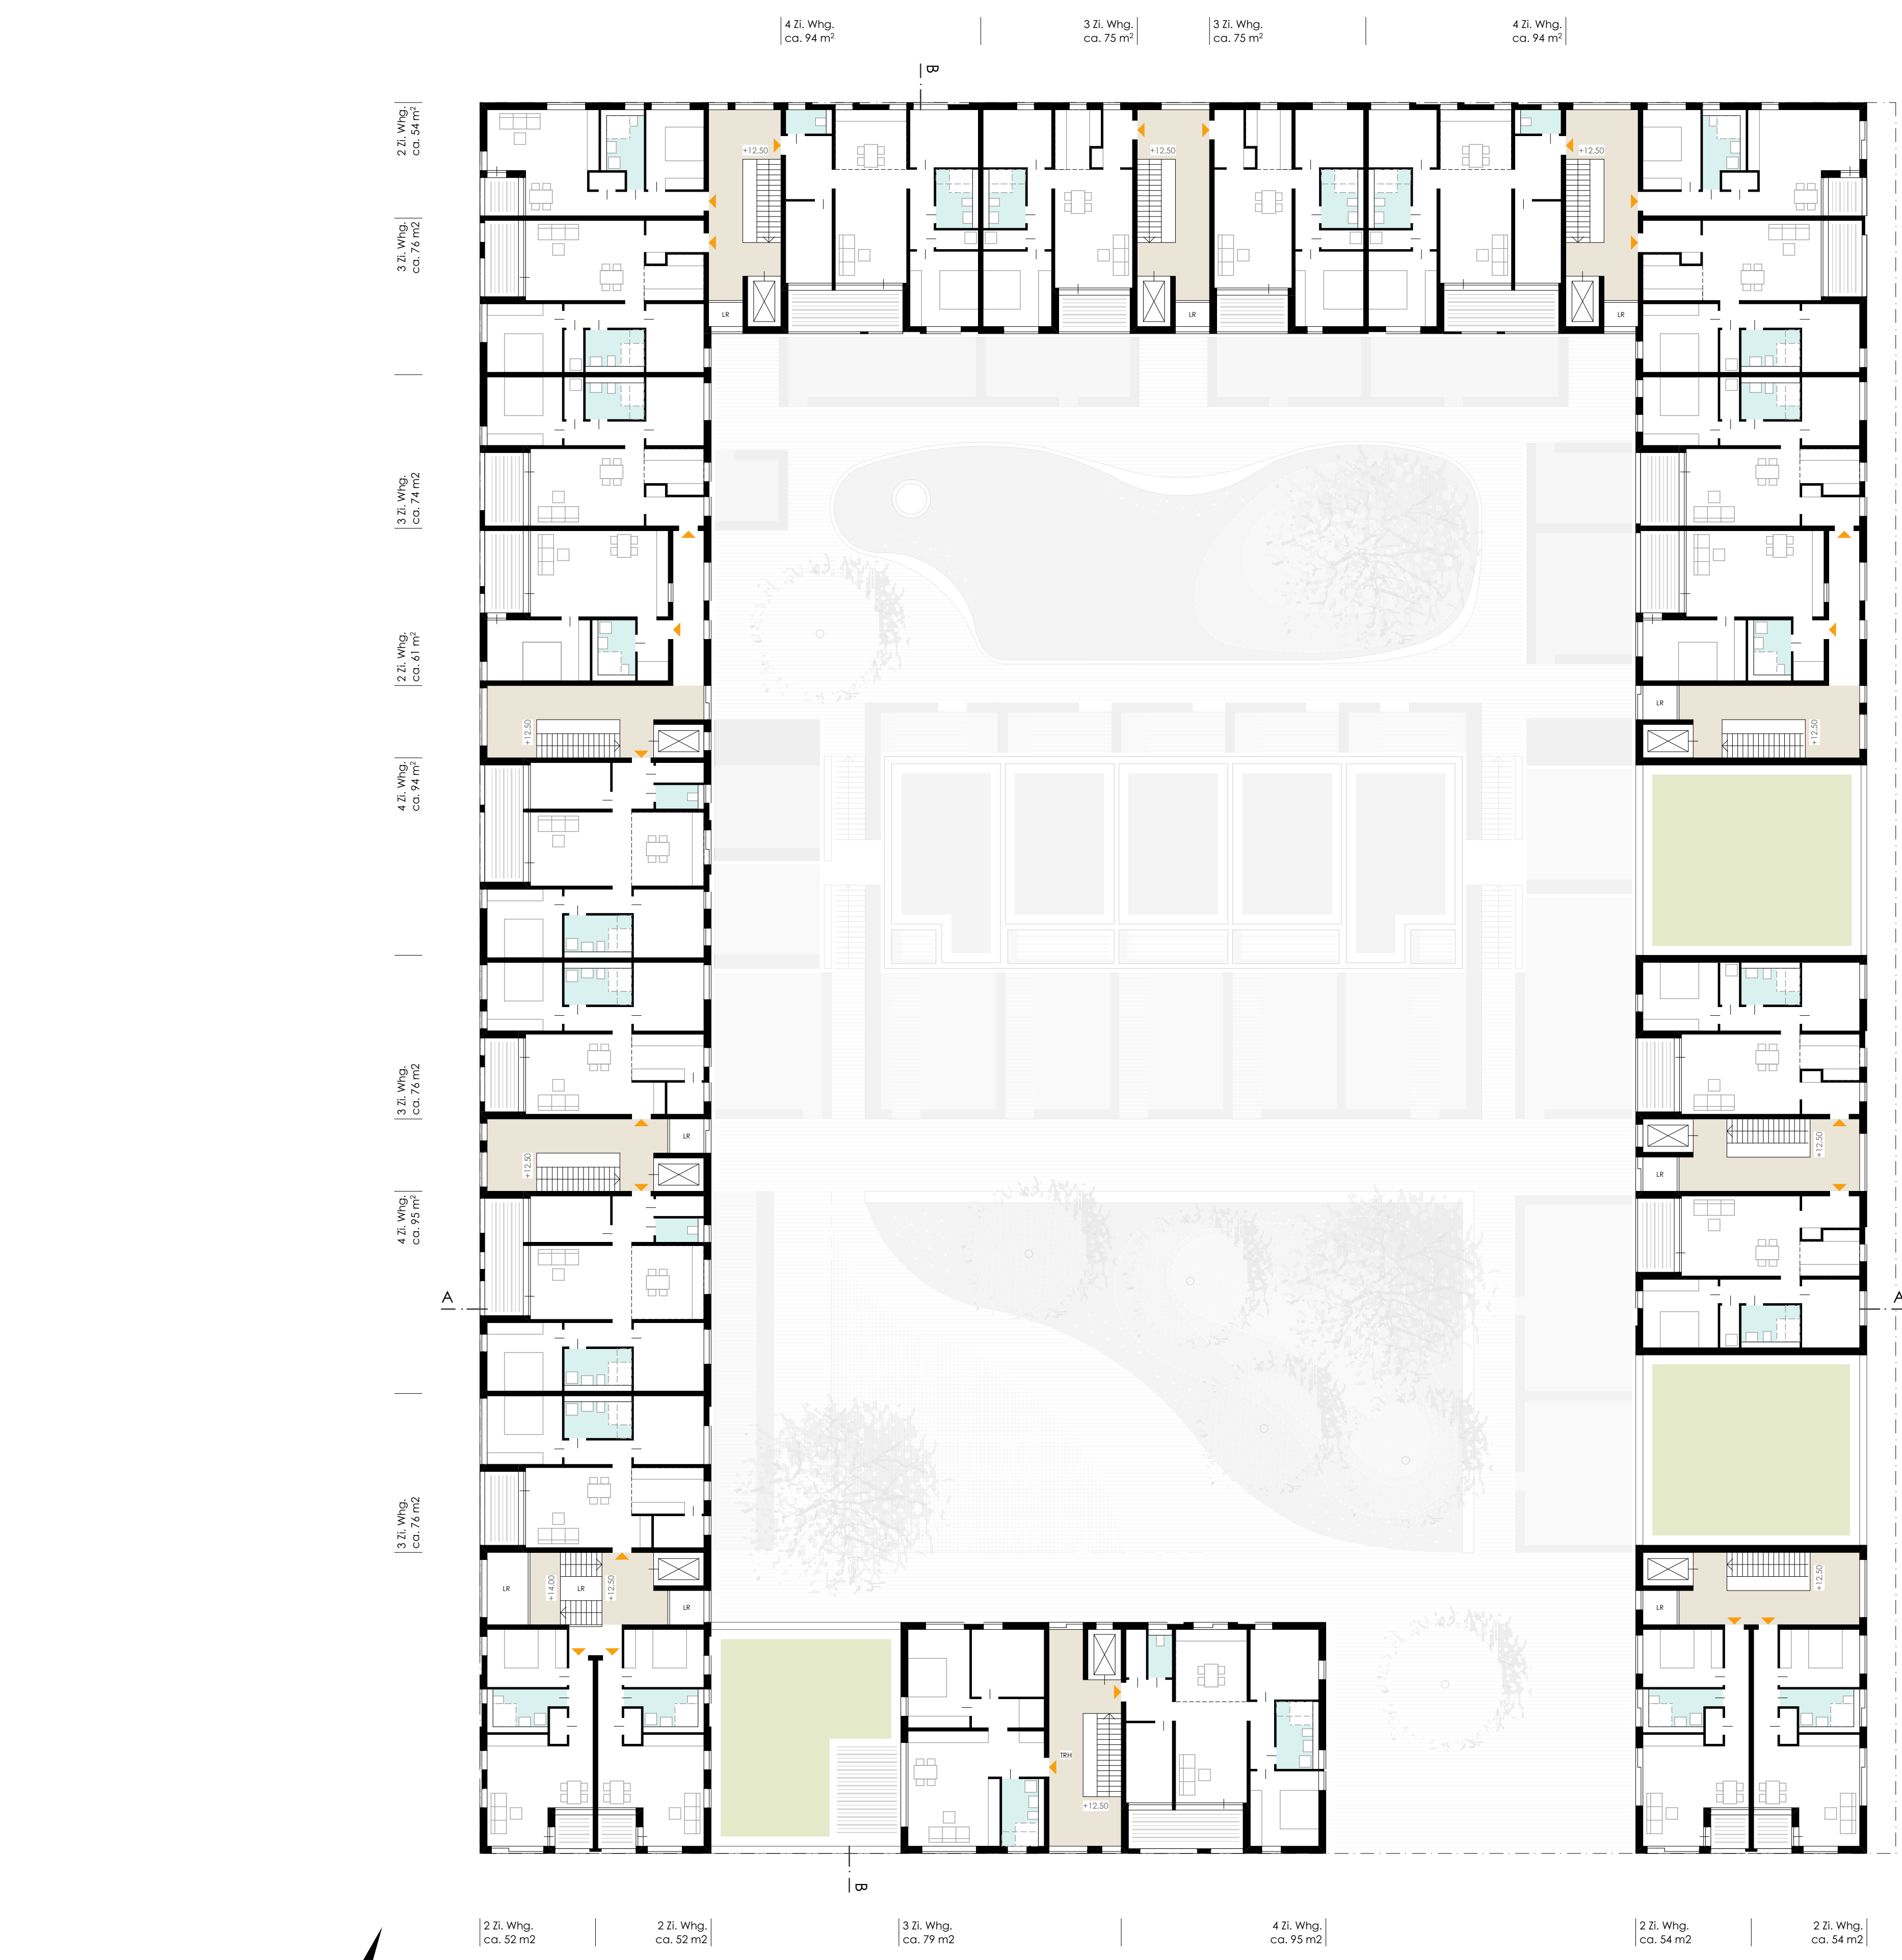 4 Zi. Whg.
ca. 94 m²
3 Zi. Whg.
ca. 75 m²
3 Zi. Whg.
ca. 75 m²
4 Zi. Whg.
ca. 94 m²
B
2 Zi. Whg.
ca. 54 m²
+12.50
+12.50
+12.50
3 Zi. Whg.
ca. 76 m2
LR
LR
LR
3 Zi. Whg.
ca. 74 m2
2 Zi. Whg.
ca. 61 m²
LR
+12.50
+12.50
4 Zi. Whg.
ca. 94 m²
3 Zi. Whg.
ca. 76 m2
LR
+12.50
+12.50
LR
4 Zi. Whg.
ca. 95 m²
A
A
3 Zi. Whg.
ca. 76 m2
LR
+14.00
LR
+12.50
LR
+12.50
LR
TRH
+12.50
B
2 Zi. Whg.
ca. 52 m2
2 Zi. Whg.
ca. 52 m2
3 Zi. Whg.
ca. 79 m2
4 Zi. Whg.
ca. 95 m2
2 Zi. Whg.
ca. 54 m2
2 Zi. Whg.
ca. 54 m2